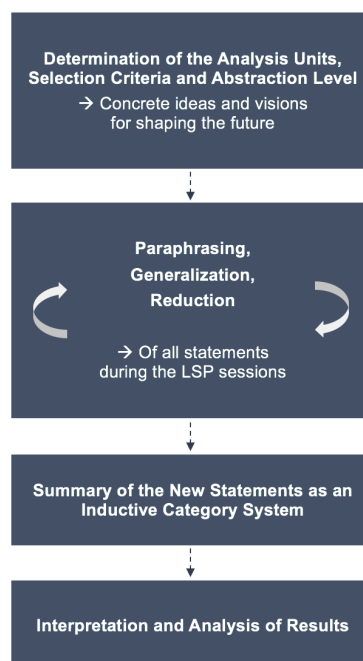 Determination of the Analysis Units,
Selection Criteria and Abstraction Level
→ Concrete ideas and visions
for shaping the future
Paraphrasing,
Generalization,
Reduction
→ Of all statements
during the LSP sessions
Summary of the New Statements as an
Inductive Category System
Interpretation and Analysis of Results